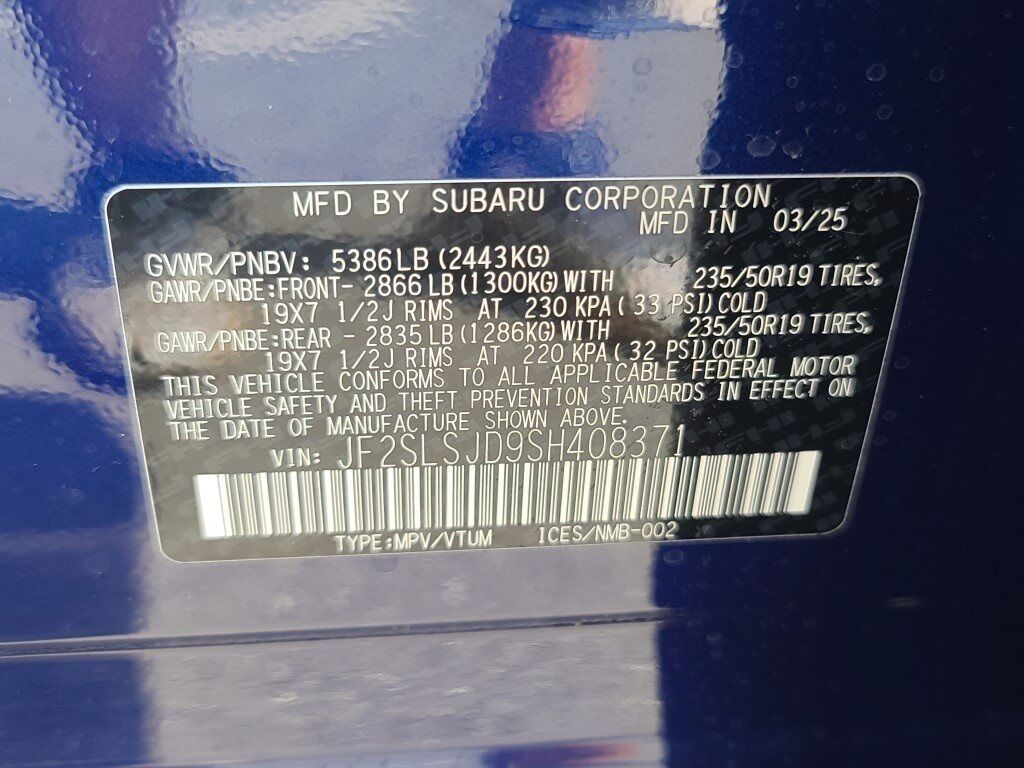 MFD BY SUBARU CORPORATION
MFD IN 03/25
GVWR/PNBV: 5386LB (2443KG)
GAWR/PNBE:FRONT- 2866 LB (1300KG) WITH 235/50R19 TIRES,
19X7 1/2J RIMS AT 230 KPA ( 33 PSI) COLD
GAWR/PNBE:REAR - 2835 LB (1286KG) WITH 235/50R19 TIRES,
19X7 1/2J RIMS AT 220 KPA ( 32 PSI) COLD
THIS VEHICLE CONFORMS TO ALL APPLICABLE FEDERAL MOTOR
VEHICLE SAFETY AND THEFT PREVENTION STANDARDS IN EFFECT ON
THE DATE OF MANUFACTURE SHOWN ABOVE.
VIN: JF2SLSJD9SH408371
TYPE:MPV/VTUM ICES/NMB-002